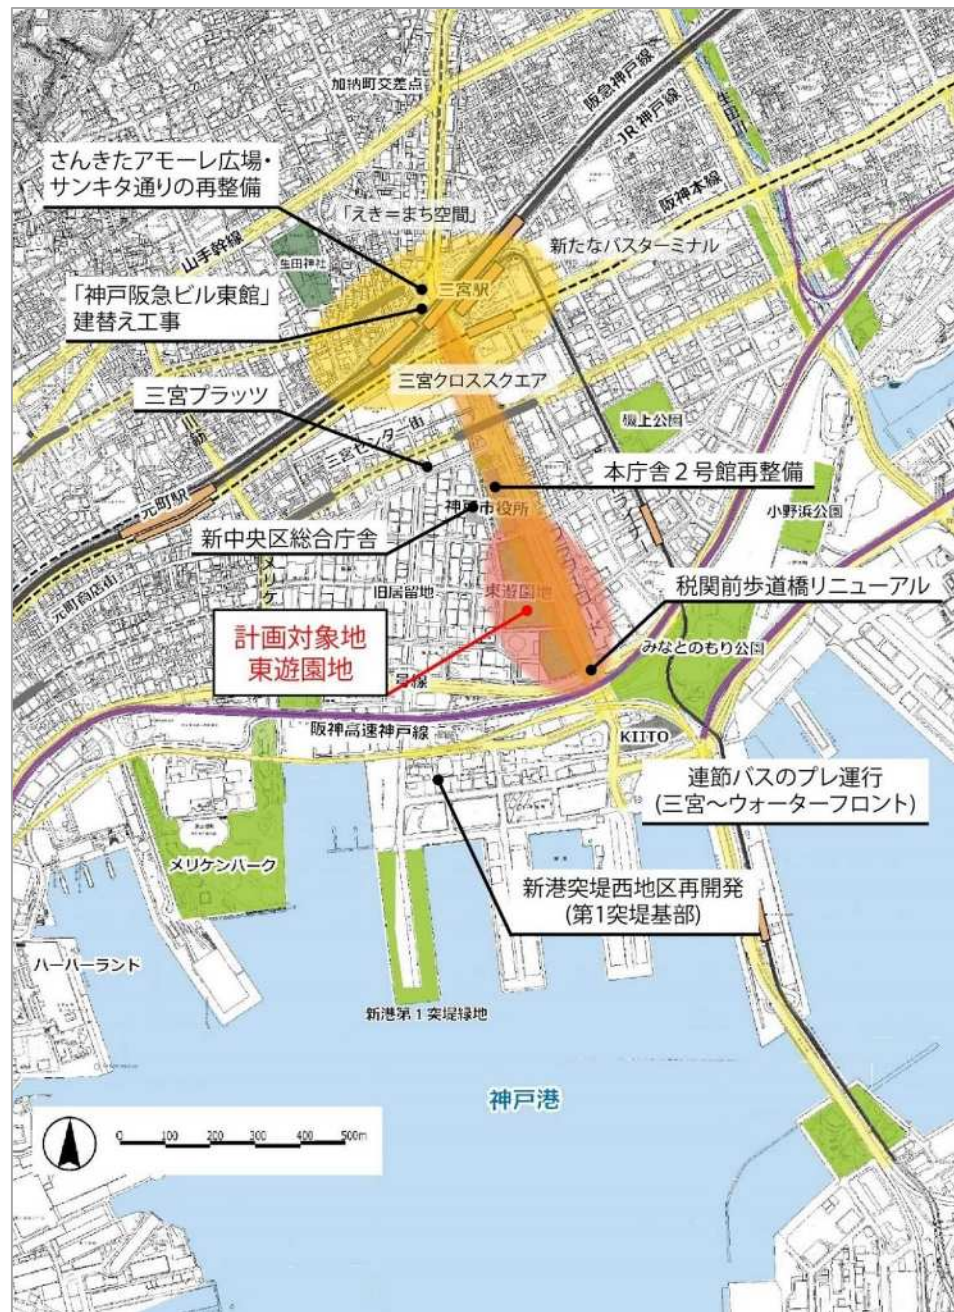 加納町交差点
阪急神戸線
JR神戸線
生田川
さんきたアモーレ広場・
サンキタ通りの再整備
「えき＝まち空間」
阪神本線
山手幹線
生田神社
新たなバスターミナル
「神戸阪急ビル東館」
建替え工事
三宮駅
三宮プラッツ
三宮クロススクエア
磯上公園
三宮センター街
本庁舎２号館再整備
元町駅
神戸市役所
小野浜公園
新中央区総合庁舎
元町商店街
旧居留地
東遊園地
税関前歩道橋リニューアル
計画対象地
東遊園地
みなとのもり公園
阪神高速神戸線
KIITO
連節バスのプレ運行
(三宮～ウォーターフロント)
メリケンパーク
新港突堤西地区再開発
(第1突堤基部)
ハーバーランド
新港第１突堤緑地
神戸港
0 100 200 300 400 500m